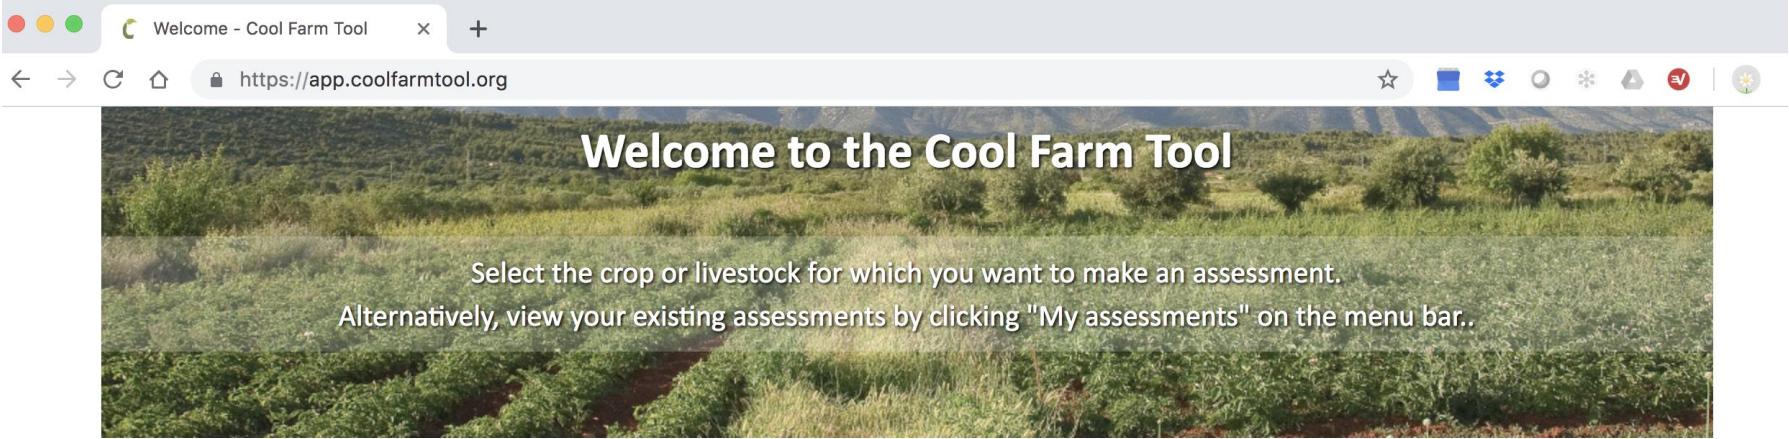 Welcome - Cool Farm Tool
https://app.coolfarmtool.org
Welcome to the Cool Farm Tool
Select the crop or livestock for which you want to make an assessment.
Alternatively, view your existing assessments by clicking "My assessments" on the menu bar..